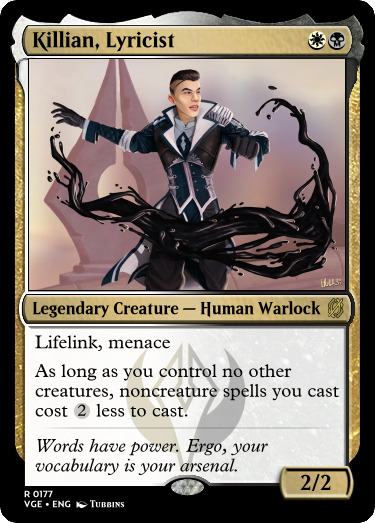 Killian, Lyricist
Legendary Creature — Human Warlock
Lifelink, menace
As long as you control no other
creatures, noncreature spells you cast
cost 2 less to cast.
Words have power. Ergo, your
vocabulary is your arsenal.
2/2
R 0177
VGE • ENG Tubbins